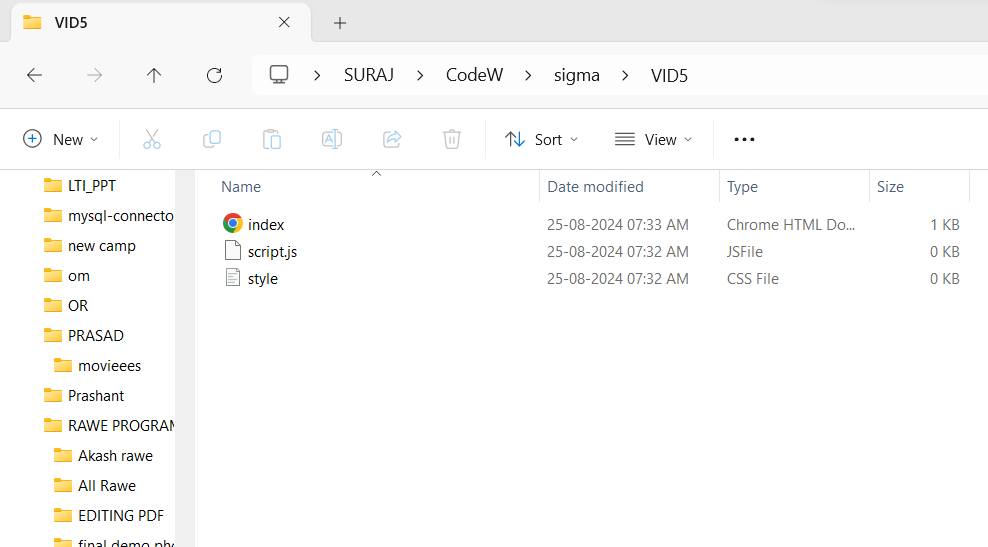 VID5
SURAJ > CodeW > sigma > VID5
New Sort View
Name Date modified Type Size
LTI_PPT
mysql-connecto
new camp
om
OR
PRASAD
movieees
Prashant
RAWE PROGRAM
Akash rawe
All Rawe
EDITING PDF
final demo pho
index 25-08-2024 07:33 AM Chrome HTML Do... 1 KB
script.js 25-08-2024 07:32 AM JSFile 0 KB
style 25-08-2024 07:32 AM CSS File 0 KB